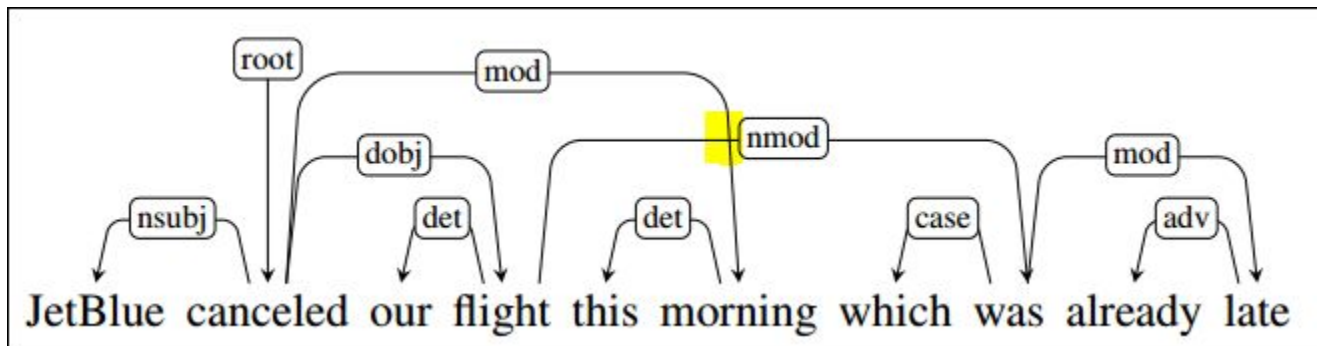 root
mod
dobj
nmod
mod
nsubj
det
det
case
adv
JetBlue canceled our flight this morning which was already late